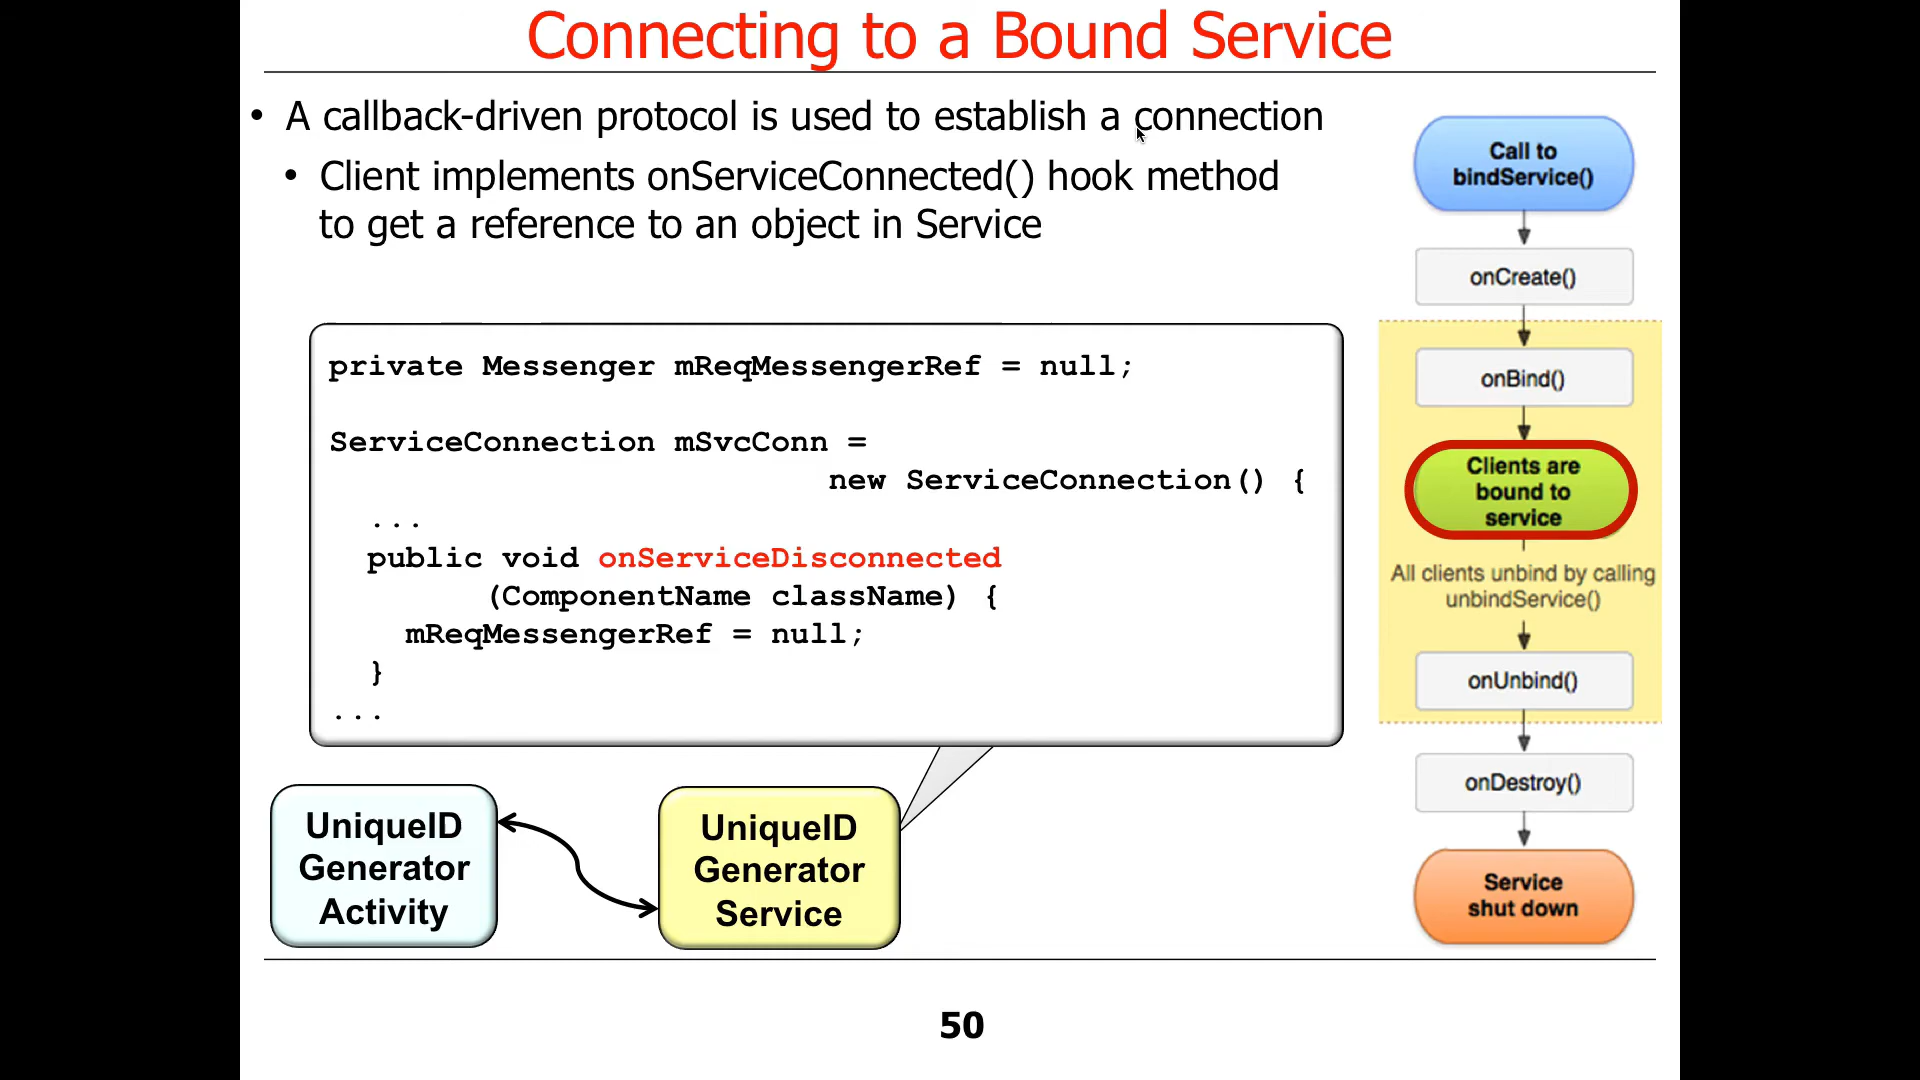 Connecting to a Bound Service
• A callback-driven protocol is used to establish a connection
• Client implements onServiceConnected() hook method
to get a reference to an object in Service
private Messenger mReqMessengerRef = null;
ServiceConnection mSvcConn =
new ServiceConnection() {
...
public void onServiceDisconnected
(ComponentName className) {
mReqMessengerRef = null;
}
...
UniqueID
Generator
Activity
UniqueID
Generator
Service
Call to
bindService()
onCreate()
onBind()
Clients are
bound to
service
All clients unbind by calling
unbindService()
onUnbind()
onDestroy()
Service
shut down
50